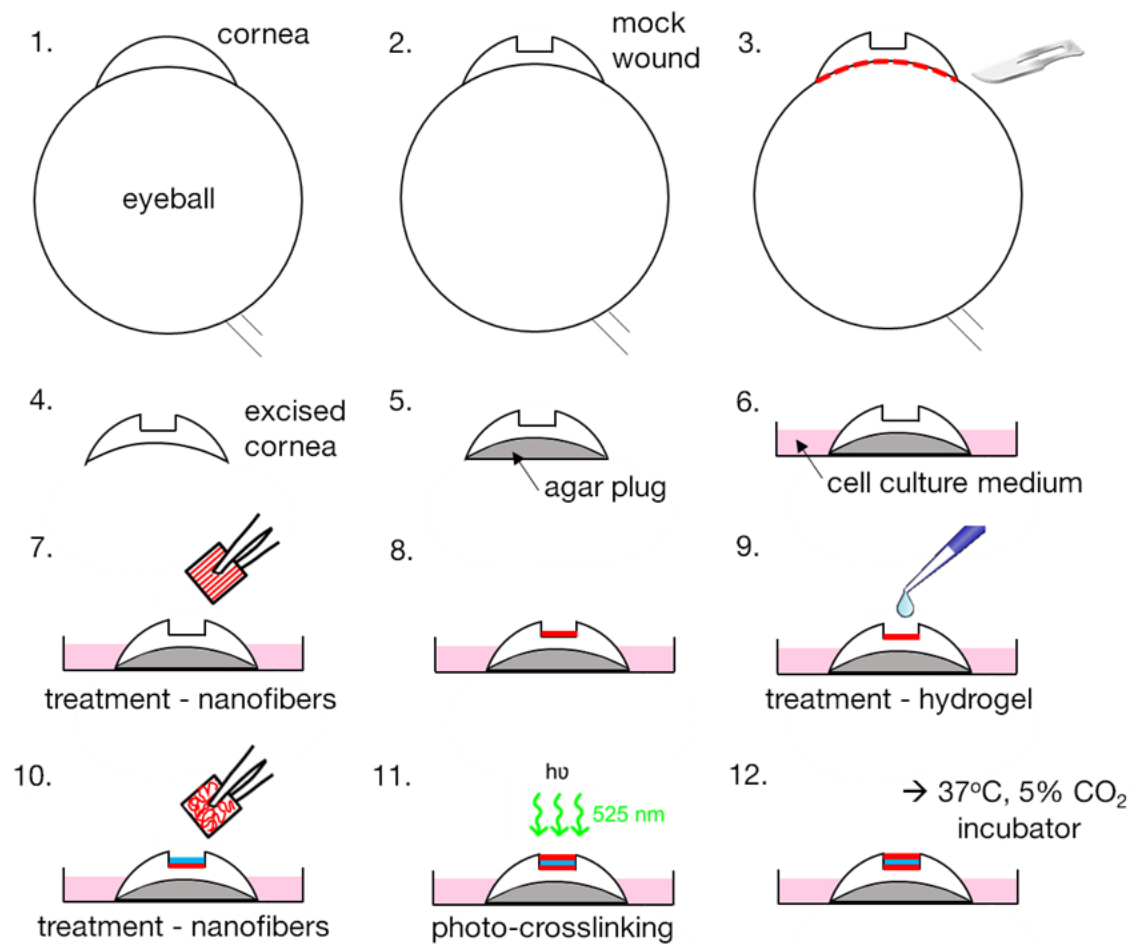 1.
cornea
eyeball
2.
mock
wound
3.
4.
excised
cornea
5.
agar plug
6.
cell culture medium
7.
treatment - nanofibers
8.
9.
treatment - hydrogel
10.
treatment - nanofibers
11.
hυ
525 nm
photo-crosslinking
12.
→ 37°C, 5% CO₂
incubator